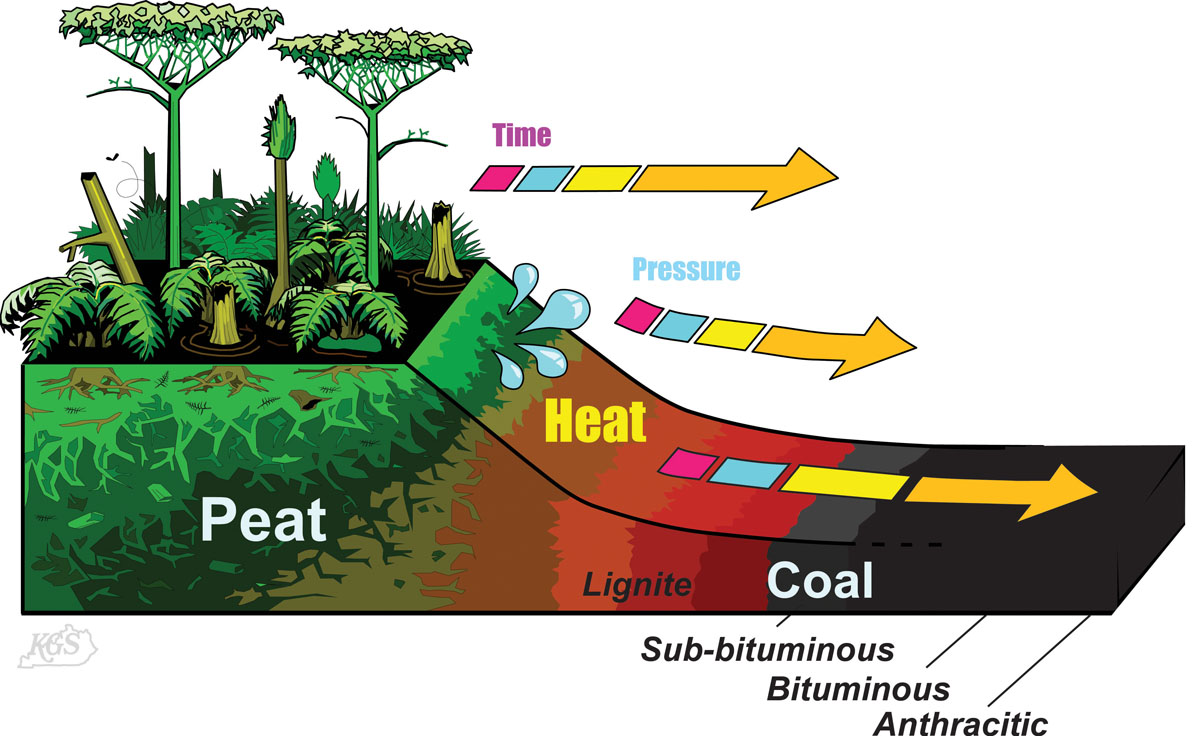 Time
Pressure
Heat
Peat
Lignite
Coal
Sub-bituminous
Bituminous
Anthracitic
KGS